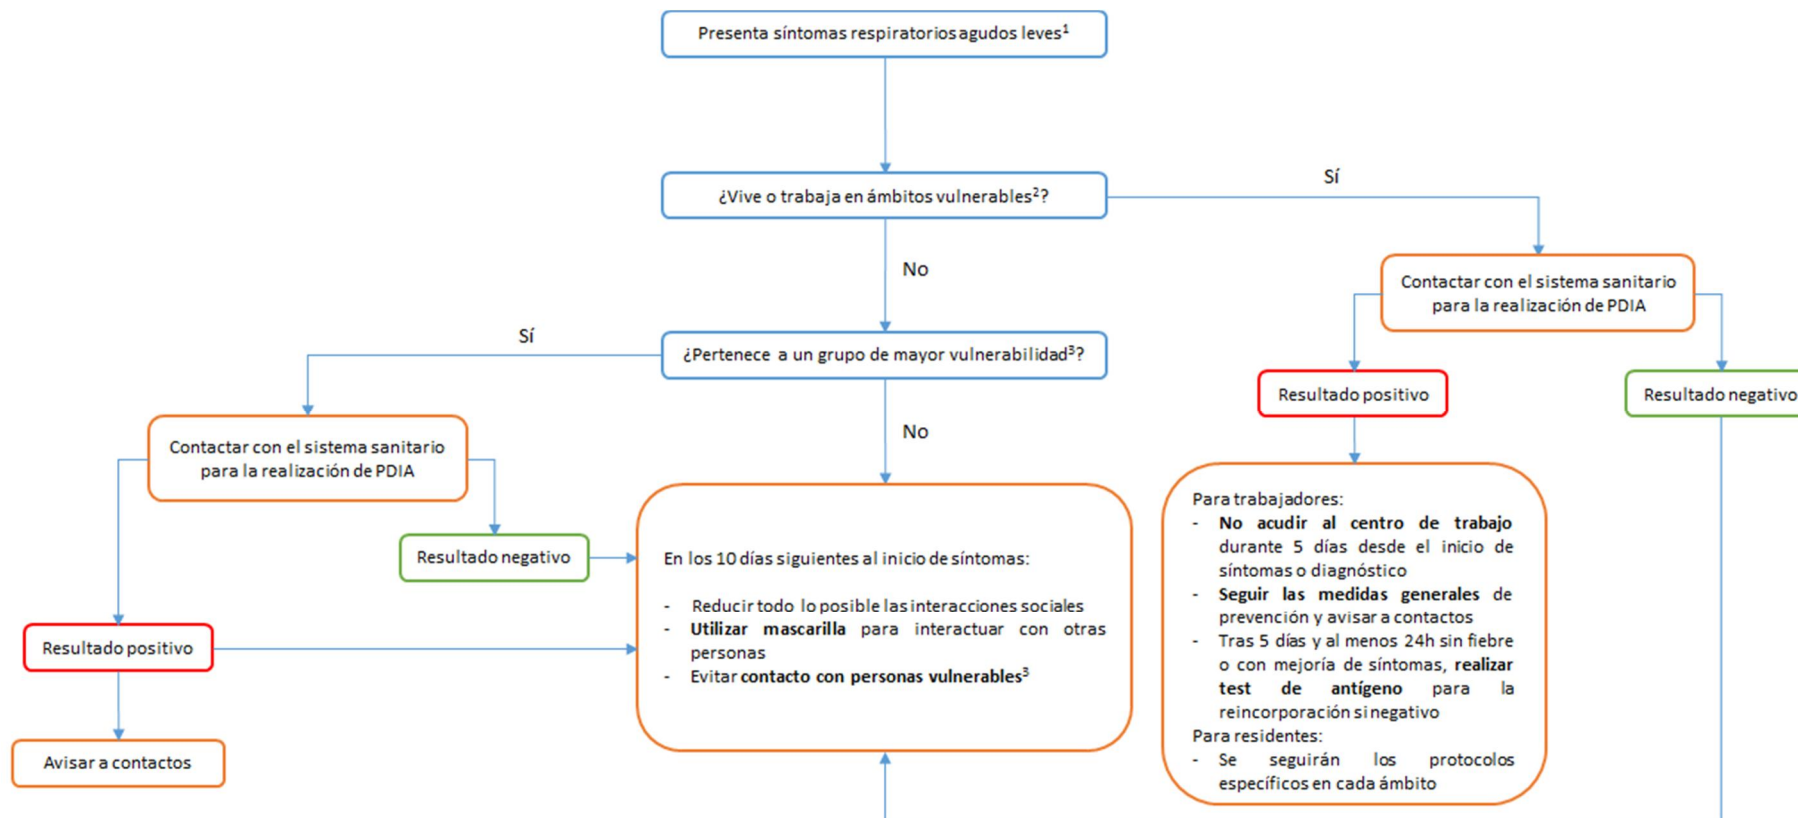 Presenta síntomas respiratorios agudos leves¹
¿Vive o trabaja en ámbitos vulnerables²?
Sí
No
Contactar con el sistema sanitario
para la realización de PDIA
Sí
¿Pertenece a un grupo de mayor vulnerabilidad³?
Resultado positivo
Resultado negativo
No
Contactar con el sistema sanitario
para la realización de PDIA
Resultado negativo
Resultado positivo
Avisar a contactos
En los 10 días siguientes al inicio de síntomas:
- Reducir todo lo posible las interacciones sociales
- Utilizar mascarilla para interactuar con otras
personas
- Evitar contacto con personas vulnerables³
Para trabajadores:
- No acudir al centro de trabajo
durante 5 días desde el inicio de
síntomas o diagnóstico
- Seguir las medidas generales de
prevención y avisar a contactos
- Tras 5 días y al menos 24h sin fiebre
o con mejoría de síntomas, realizar
test de antígeno para la
reincorporación si negativo
Para residentes:
- Se seguirán los protocolos
específicos en cada ámbito